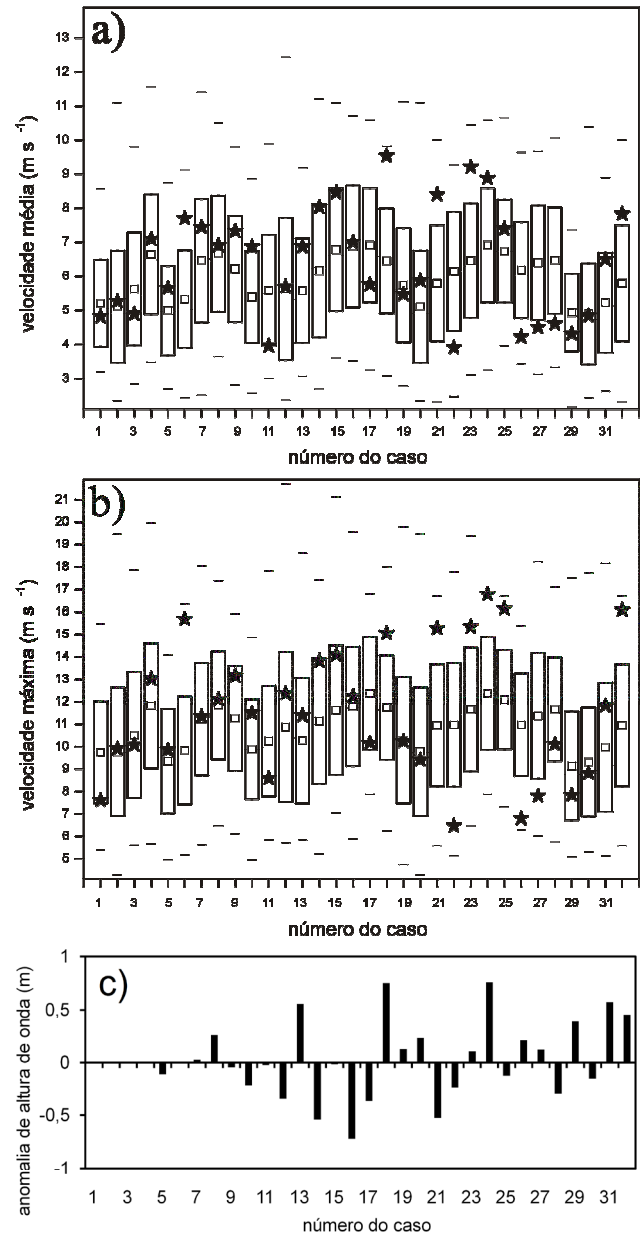 a)
velocidade média (m s⁻¹)
13
12
11
10
9
8
7
6
5
4
3
1 3 5 7 9 11 13 15 17 19 21 23 25 27 29 31
número do caso
b)
velocidade máxima (m s⁻¹)
21
20
19
18
17
16
15
14
13
12
11
10
9
8
7
6
5
1 3 5 7 9 11 13 15 17 19 21 23 25 27 29 31
número do caso
c)
anomalia de altura de onda (m)
1
0,5
0
-0,5
-1
1 3 5 7 9 11 13 15 17 19 21 23 25 27 29 31
número do caso